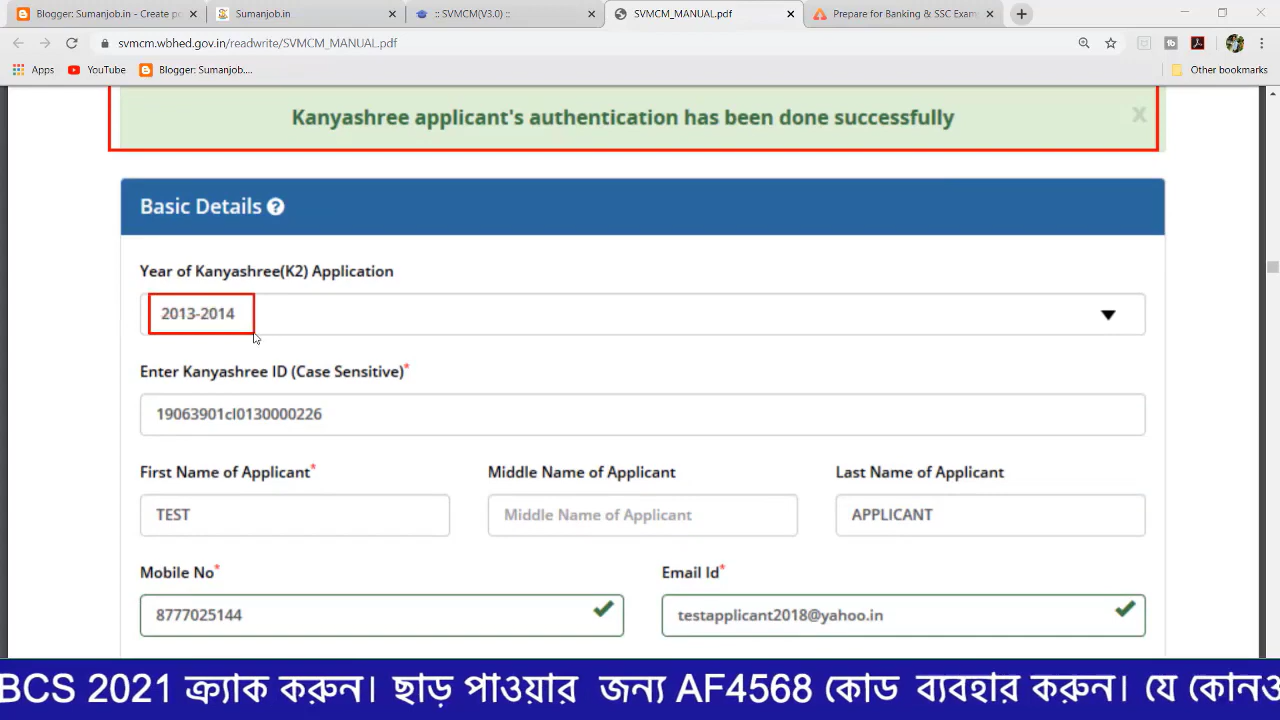 Blogger: Sumanjob.in - Create po
Sumanjob.in
:: SVMCM(V3.0) ::
SVMCM_MANUAL.pdf
Prepare for Banking & SSC Exam
svmcm.wbhed.gov.in/readwrite/SVMCM_MANUAL.pdf
Apps
YouTube
Blogger: Sumanjob....
Other bookmarks
Kanyashree applicant's authentication has been done successfully
Basic Details
Year of Kanyashree(K2) Application
2013-2014
Enter Kanyashree ID (Case Sensitive)*
19063901cl0130000226
First Name of Applicant* Middle Name of Applicant Last Name of Applicant
TEST Middle Name of Applicant APPLICANT
Mobile No* Email Id*
8777025144 testapplicant2018@yahoo.in
BCS 2021 ক্র্যাক করুন। ছাড় পাওয়ার জন্য AF4568 কোড ব্যবহার করুন। যে কোনও